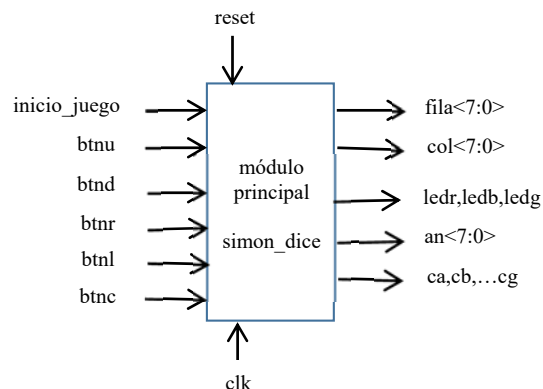 reset
inicio_juego
btnu
btnd
btnr
btnl
btnc
módulo
principal
simon_dice
fila<7:0>
col<7:0>
ledr,ledb,ledg
an<7:0>
ca,cb,…cg
clk